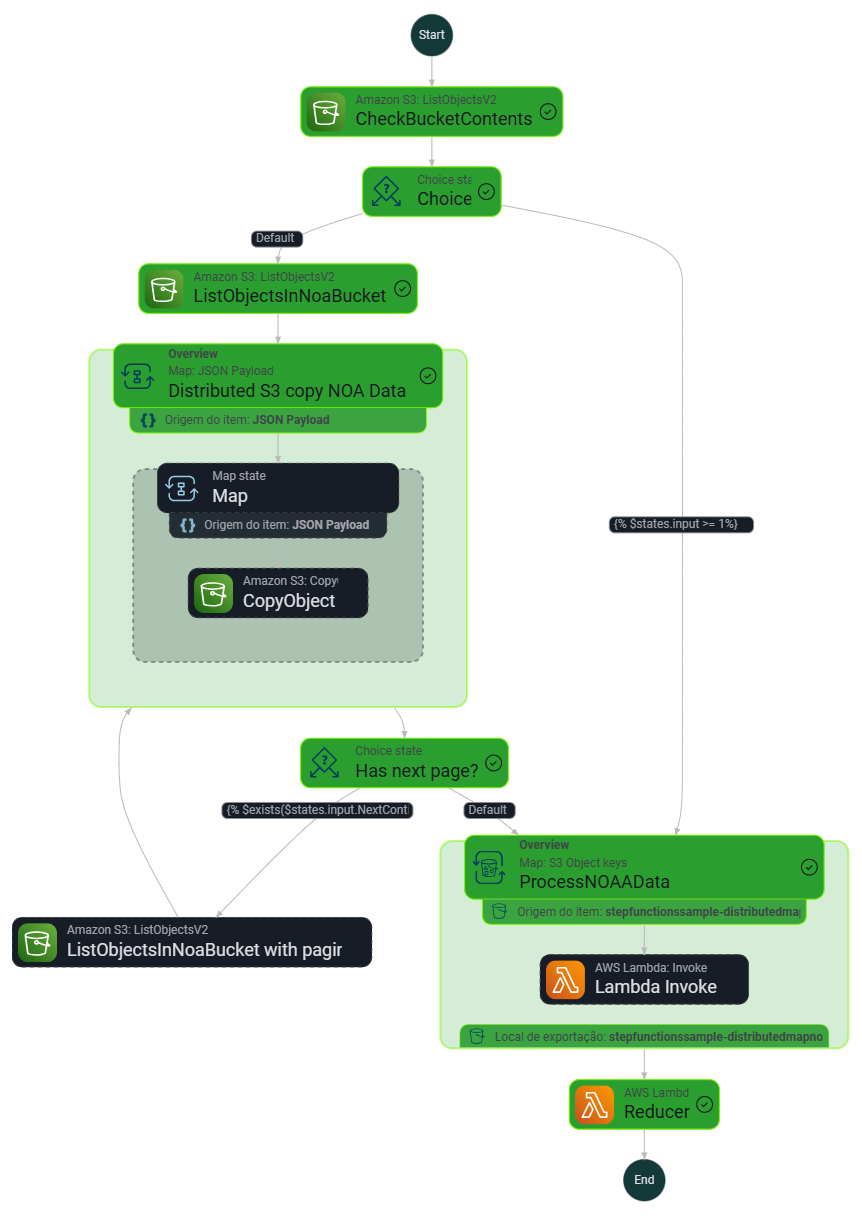 Start
Amazon S3: ListObjectsV2
CheckBucketContents
Choice sta
Choice
Default
Amazon S3: ListObjectsV2
ListObjectsInNoaBucket
Overview
Map: JSON Payload
Distributed S3 copy NOA Data
{} Origem do item: JSON Payload
Map state
Map
{} Origem do item: JSON Payload
{% $states.input >= 1%}
Amazon S3: Copy
CopyObject
Choice state
Has next page?
{% $exists($states.input.NextCont
Default
Overview
Map: S3 Object keys
ProcessNOAAData
Origem do item: stepfunctionssample-distributedma
Amazon S3: ListObjectsV2
ListObjectsInNoaBucket with pagir
AWS Lambda: Invoke
Lambda Invoke
Local de exportação: stepfunctionssample-distributedmapno
AWS Lambd
Reducer
End